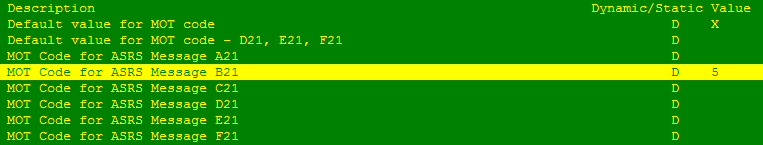 Description Dynamic/Static Value
Default value for MOT code D X
Default value for MOT code - D21, E21, F21 D
MOT Code for ASRS Message A21 D
MOT Code for ASRS Message B21 D 5
MOT Code for ASRS Message C21 D
MOT Code for ASRS Message D21 D
MOT Code for ASRS Message E21 D
MOT Code for ASRS Message F21 D